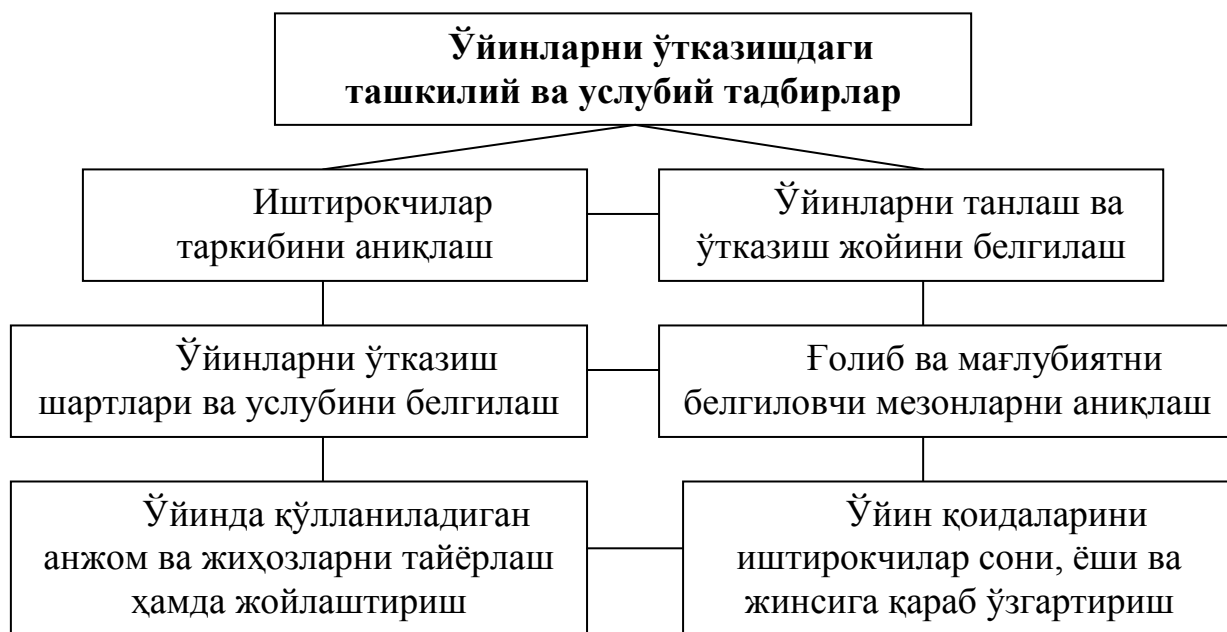 Ўйинларни ўтказишдаги
ташкилий ва услубий тадбирлар
Иштирокчилар
таркибини аниқлаш
Ўйинларни танлаш ва
ўтказиш жойини белгилаш
Ўйинларни ўтказиш
шартлари ва услубини белгилаш
Ғолиб ва мағлубиятни
белгиловчи мезонларни аниқлаш
Ўйинда қўлланиладиган
анжом ва жиҳозларни тайёрлаш
ҳамда жойлаштириш
Ўйин қоидаларини
иштирокчилар сони, ёши ва
жинсига қараб ўзгартириш